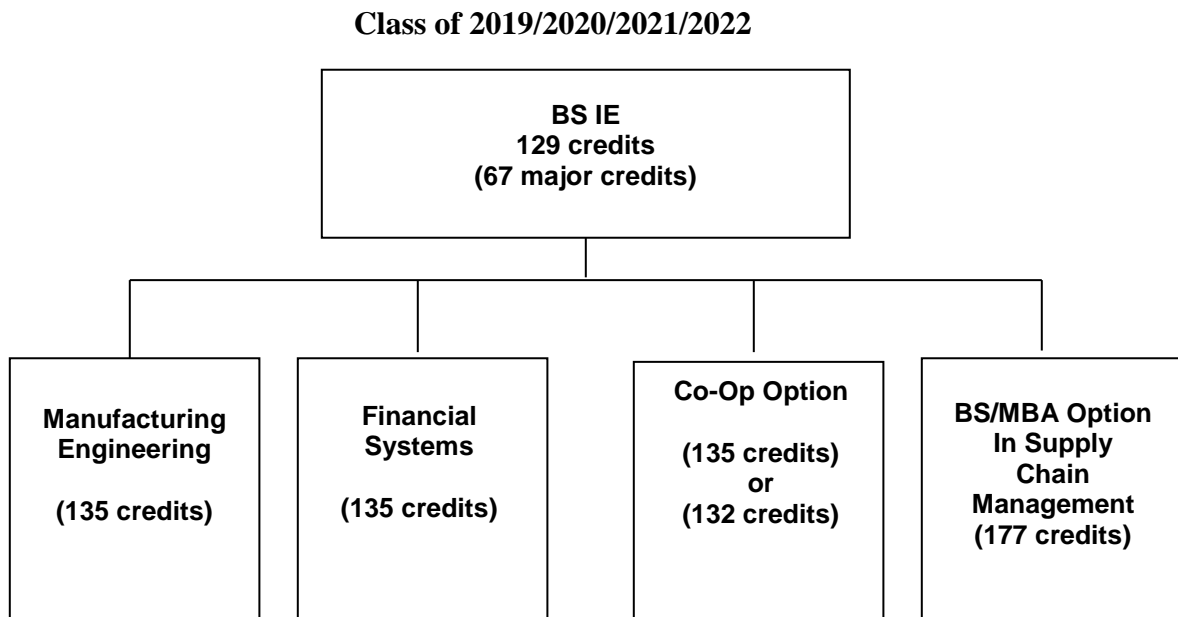 Class of 2019/2020/2021/2022
BS IE
129 credits
(67 major credits)
Manufacturing
Engineering
(135 credits)
Financial
Systems
(135 credits)
Co-Op Option
(135 credits)
or
(132 credits)
BS/MBA Option
In Supply
Chain
Management
(177 credits)